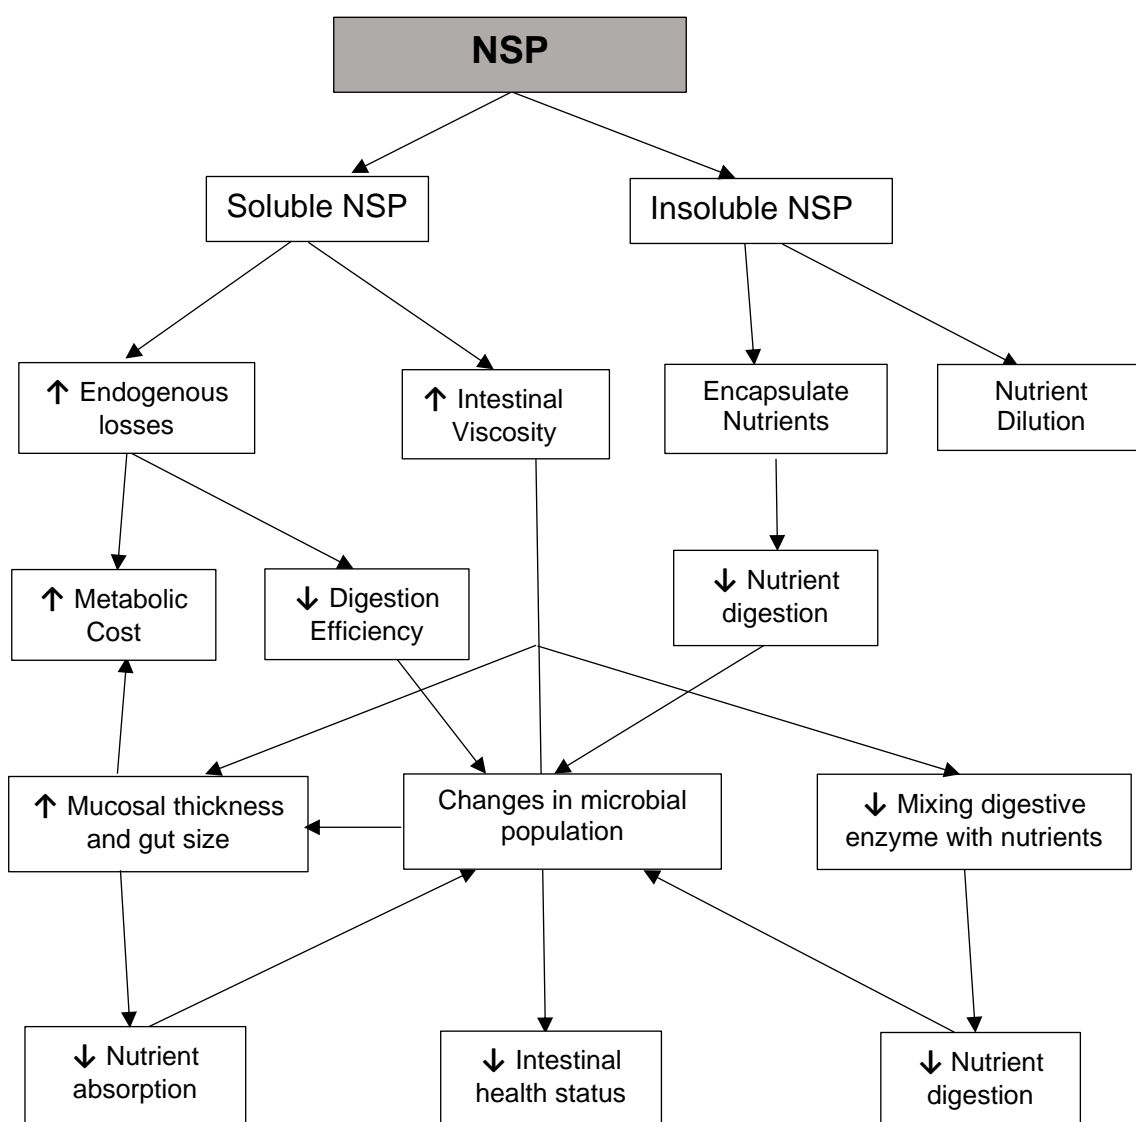 NSP
Soluble NSP
Insoluble NSP
↑ Endogenous
losses
↑ Intestinal
Viscosity
Encapsulate
Nutrients
Nutrient
Dilution
↑ Metabolic
Cost
↓ Digestion
Efficiency
↓ Nutrient
digestion
↑ Mucosal thickness
and gut size
Changes in microbial
population
↓ Mixing digestive
enzyme with nutrients
↓ Nutrient
absorption
↓ Intestinal
health status
↓ Nutrient
digestion